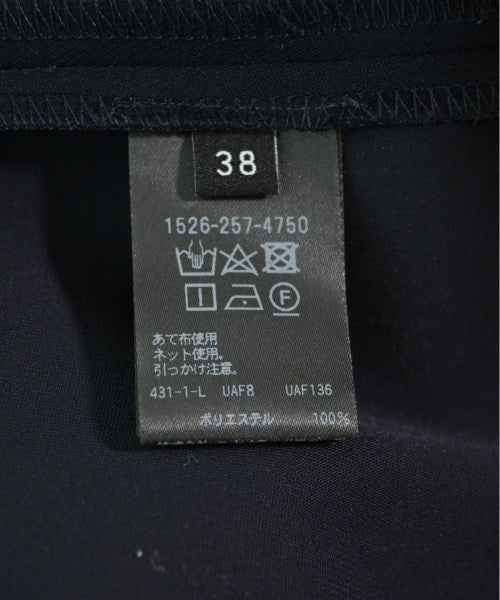 38
1526-257-4750
F
あて布使用
ネット使用。
引っかけ注意。
431-1-L UAF8 UAF136
ポリエステル 100%